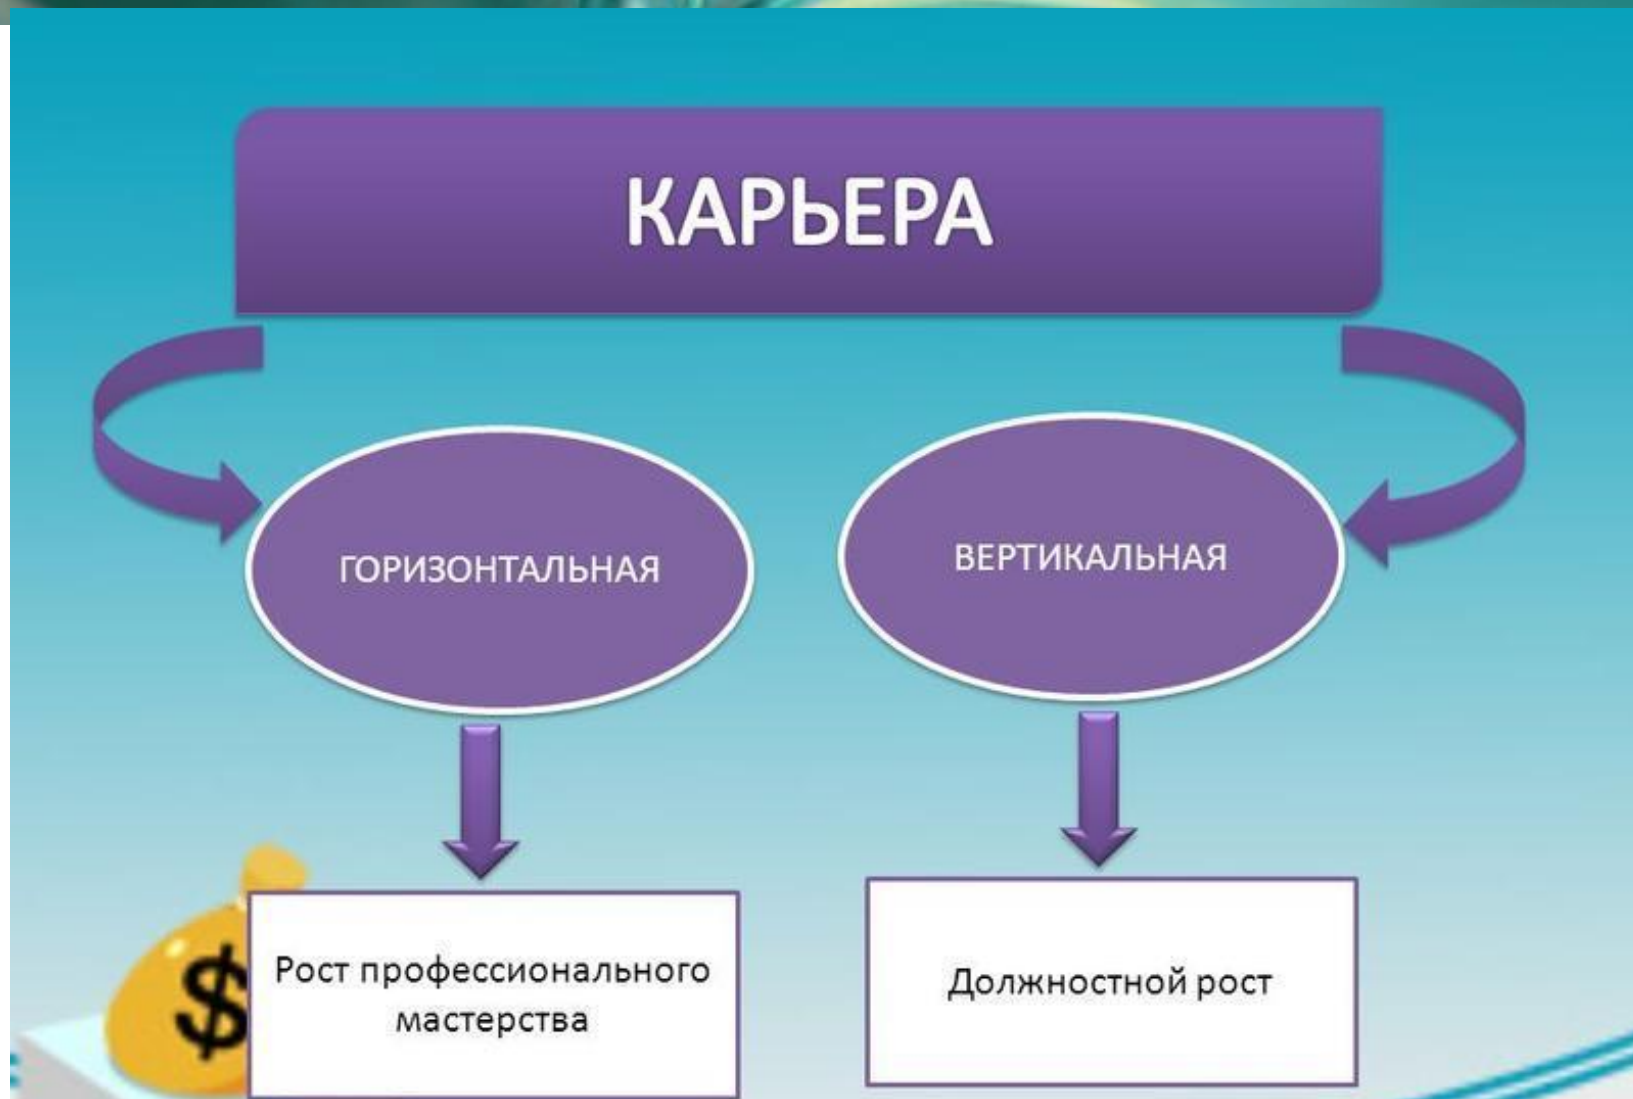 КАРЬЕРА
ГОРИЗОНТАЛЬНАЯ
ВЕРТИКАЛЬНАЯ
Рост профессионального
мастерства
Должностной рост
$